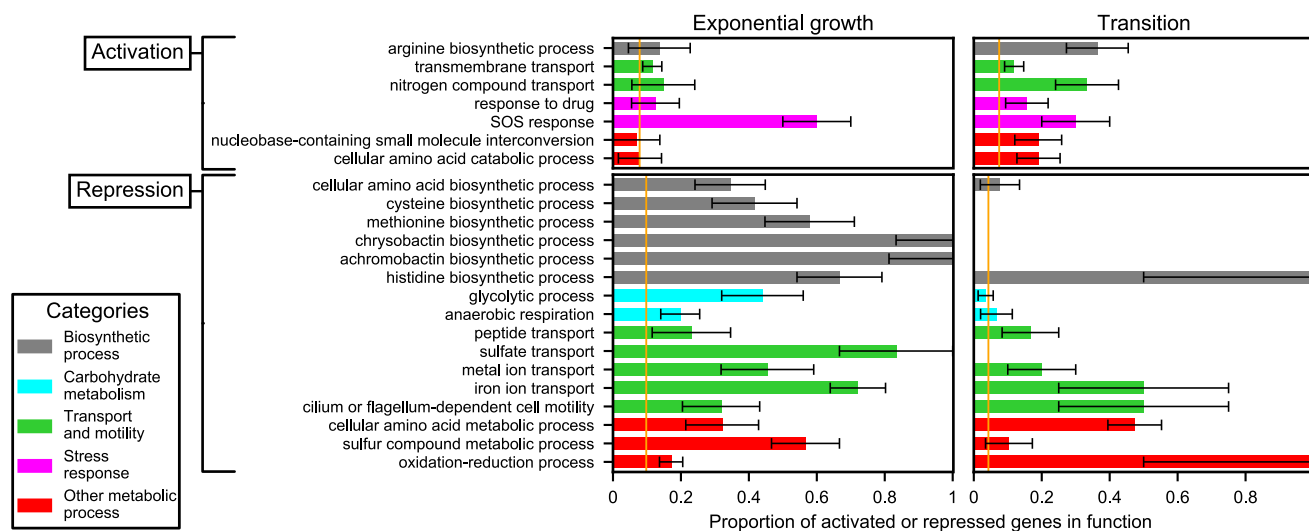 Exponential growth
Transition
Activation
arginine biosynthetic process
transmembrane transport
nitrogen compound transport
response to drug
SOS response
nucleobase-containing small molecule interconversion
cellular amino acid catabolic process
Repression
cellular amino acid biosynthetic process
cysteine biosynthetic process
methionine biosynthetic process
chrysobactin biosynthetic process
achromobactin biosynthetic process
histidine biosynthetic process
glycolytic process
anaerobic respiration
peptide transport
sulfate transport
metal ion transport
iron ion transport
cilium or flagellum-dependent cell motility
cellular amino acid metabolic process
sulfur compound metabolic process
oxidation-reduction process
Categories
Biosynthetic
process
Carbohydrate
metabolism
Transport
and motility
Stress
response
Other metabolic
process
0 0.2 0.4 0.6 0.8 1
0 0.2 0.4 0.6 0.8
Proportion of activated or repressed genes in function